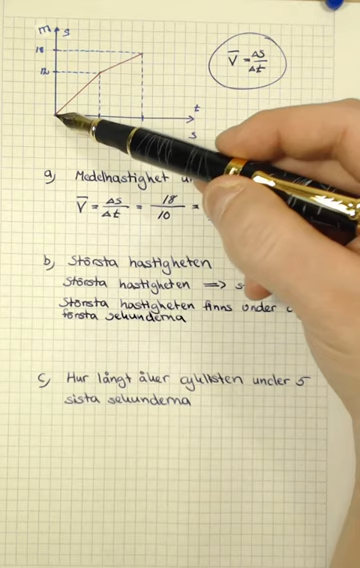 m s
18
12
t
s
V = Δs/Δt
a) Medelhastighet
V = Δs/Δt = 18/10 =
b) Största hastigheten
Största hastigheten ⟹ s
Största hastigheten finns under
första sekunderna
c) Hur långt åker cyklisten under 5
sista sekunderna